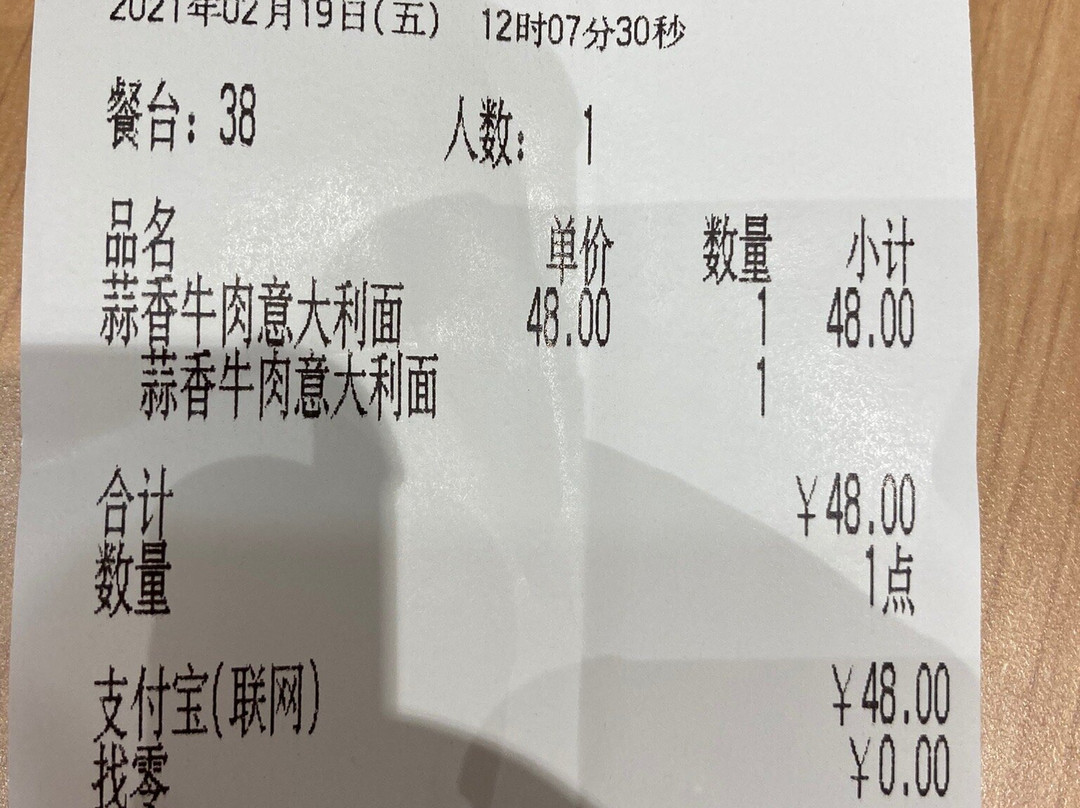 2021年02月19日(五) 12时07分30秒
餐台: 38 人数: 1
品名 单价 数量 小计
蒜香牛肉意大利面 48.00 1 48.00
蒜香牛肉意大利面 1
合计 ¥48.00
数量 1点
支付宝(联网) ¥48.00
找零 ¥0.00